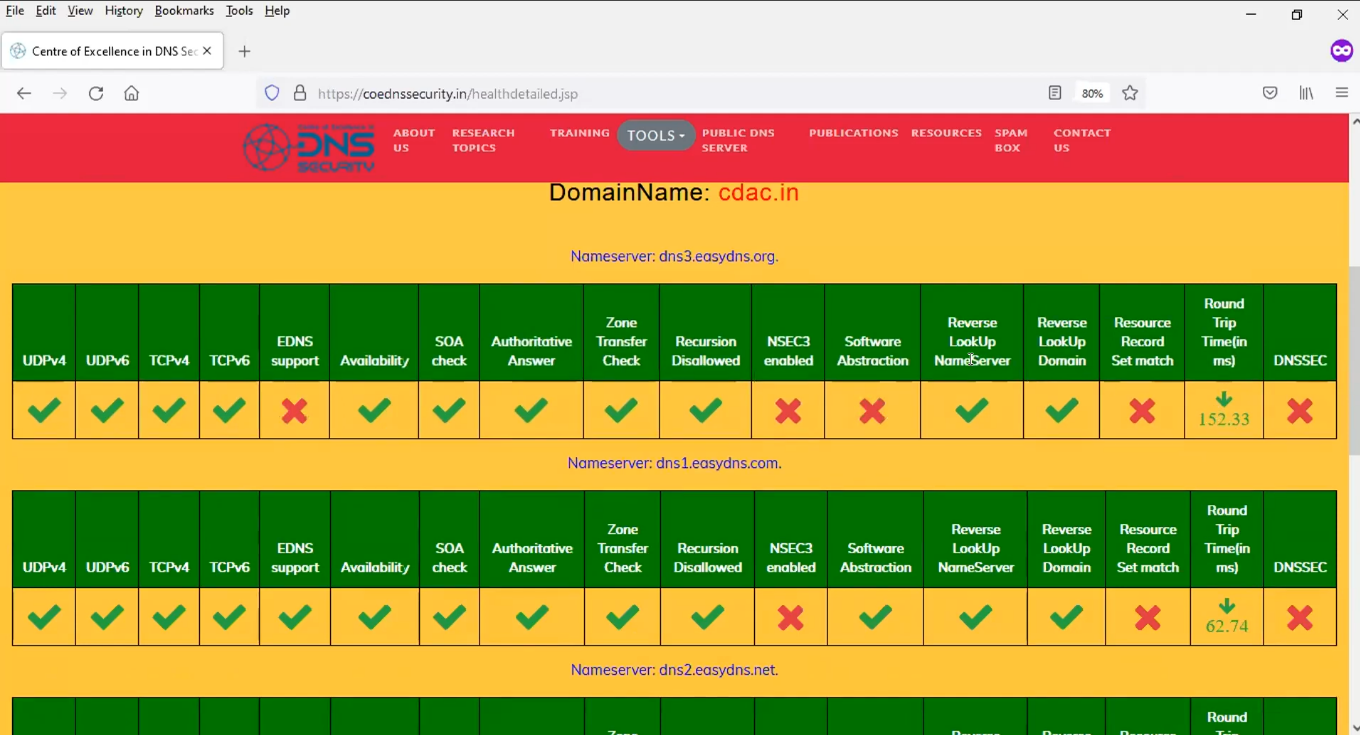 File Edit View History Bookmarks Tools Help
Centre of Excellence in DNS Sec
https://coednssecurity.in/healthdetailed.jsp
80%
DNS
SECURITY
ABOUT
US
RESEARCH
TOPICS
TRAINING
TOOLS
PUBLIC DNS
SERVER
PUBLICATIONS
RESOURCES
SPAM
BOX
CONTACT
US
DomainName: cdac.in
Nameserver: dns3.easydns.org.
UDPv4
UDPv6
TCPv4
TCPv6
EDNS
support
Availability
SOA
check
Authoritative
Answer
Zone
Transfer
Check
Recursion
Disallowed
NSEC3
enabled
Software
Abstraction
Reverse
LookUp
NameServer
Reverse
LookUp
Domain
Resource
Record
Set match
Round
Trip
Time(in
ms)
DNSSEC
152.33
Nameserver: dns1.easydns.com.
UDPv4
UDPv6
TCPv4
TCPv6
EDNS
support
Availability
SOA
check
Authoritative
Answer
Zone
Transfer
Check
Recursion
Disallowed
NSEC3
enabled
Software
Abstraction
Reverse
LookUp
NameServer
Reverse
LookUp
Domain
Resource
Record
Set match
Round
Trip
Time(in
ms)
DNSSEC
62.74
Nameserver: dns2.easydns.net.
Round
Trip